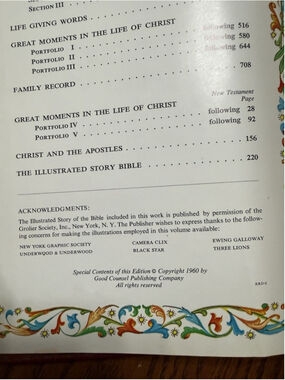 SECTION III
LIFE GIVING WORDS
GREAT MOMENTS IN THE LIFE OF CHRIST
PORTFOLIO I following 516
PORTFOLIO II following 580
PORTFOLIO III following 644
FAMILY RECORD 708
New Testament
Page
GREAT MOMENTS IN THE LIFE OF CHRIST
PORTFOLIO IV following 28
PORTFOLIO V following 92
CHRIST AND THE APOSTLES 156
THE ILLUSTRATED STORY BIBLE 220
ACKNOWLEDGMENTS:
The Illustrated Story of the Bible included in this work is published by permission of the
Grolier Society, Inc., New York, N. Y. The Publisher wishes to express thanks to the follow-
ing concerns for making the illustrations employed in this volume available:
NEW YORK GRAPHIC SOCIETY CAMERA CLIX EWING GALLOWAY
UNDERWOOD & UNDERWOOD BLACK STAR THREE LIONS
Special Contents of this Edition © Copyright 1960 by
Good Counsel Publishing Company
All rights reserved